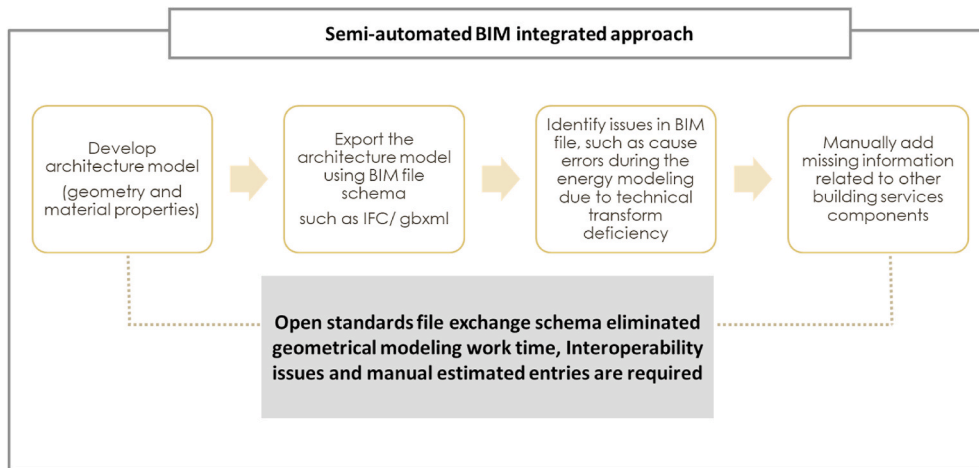 Semi-automated BIM integrated approach
Develop
architecture model
(geometry and
material properties)
Export the
architecture model
using BIM file
schema
such as IFC/ gbxml
Identify issues in BIM
file, such as cause
errors during the
energy modeling
due to technical
transform
deficiency
Manually add
missing information
related to other
building services
components
Open standards file exchange schema eliminated
geometrical modeling work time, Interoperability
issues and manual estimated entries are required